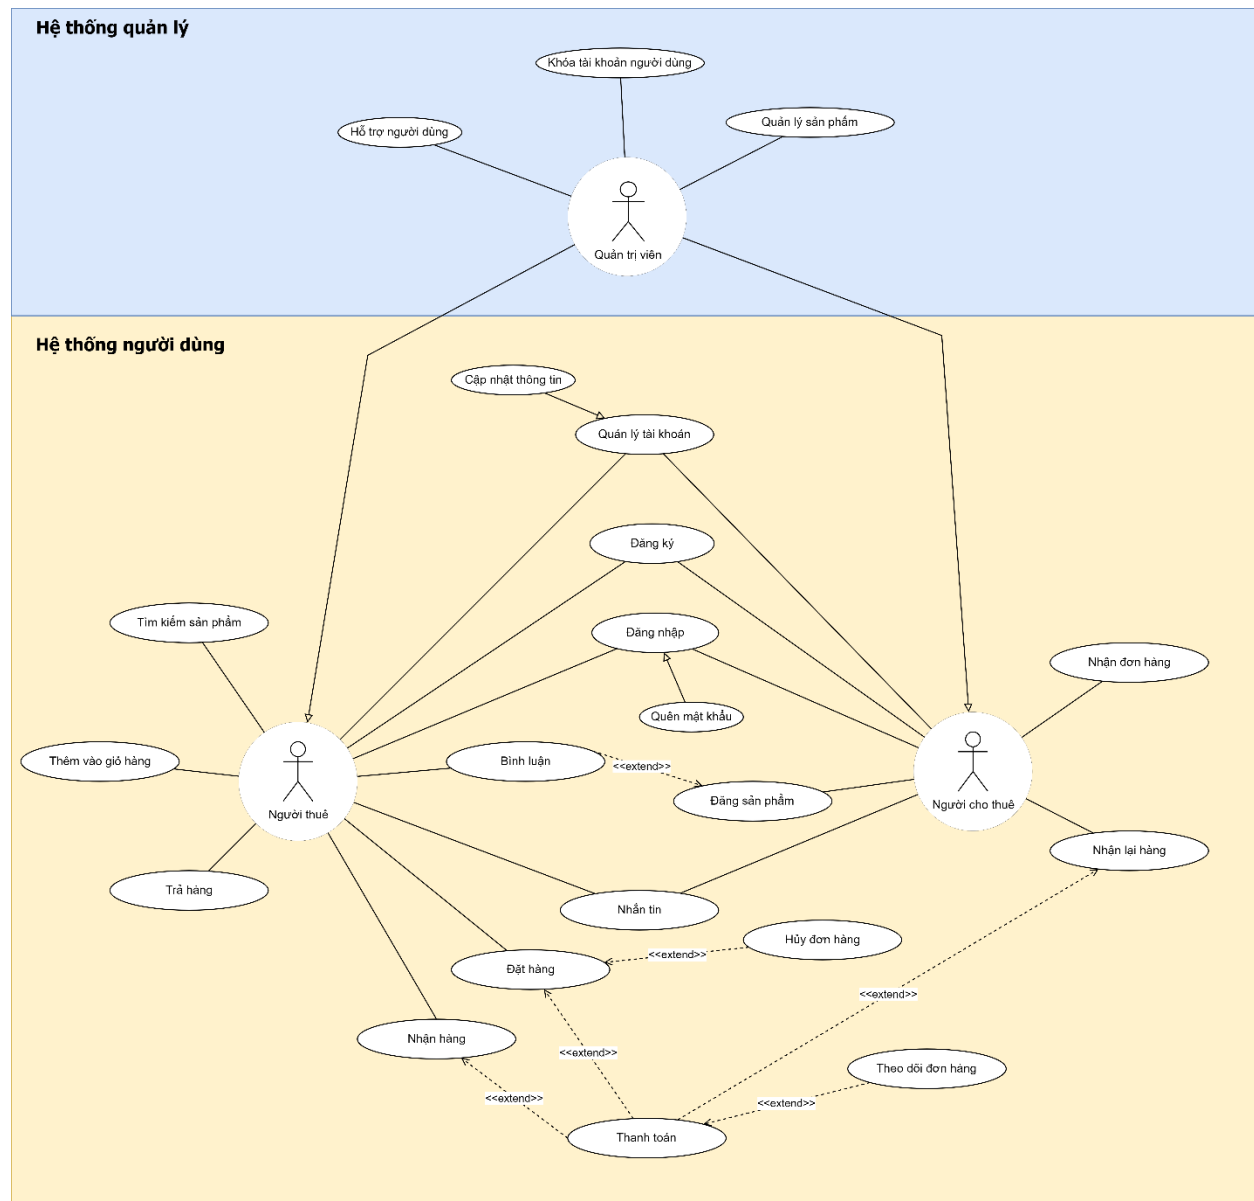 Hệ thống quản lý
Khóa tài khoản người dùng
Quản lý sản phẩm
Hỗ trợ người dùng
Quản trị viên
Hệ thống người dùng
Cập nhật thông tin
Quản lý tài khoản
Đăng ký
Tìm kiếm sản phẩm
Đăng nhập
Nhận đơn hàng
Quên mật khẩu
Thêm vào giỏ hàng
Bình luận
<<extend>>
Đăng sản phẩm
Người thuê
Người cho thuê
Nhận lại hàng
Trả hàng
Nhắn tin
Hủy đơn hàng
<<extend>>
Đặt hàng
<<extend>>
Nhận hàng
<<extend>>
Theo dõi đơn hàng
<<extend>>
<<extend>>
Thanh toán